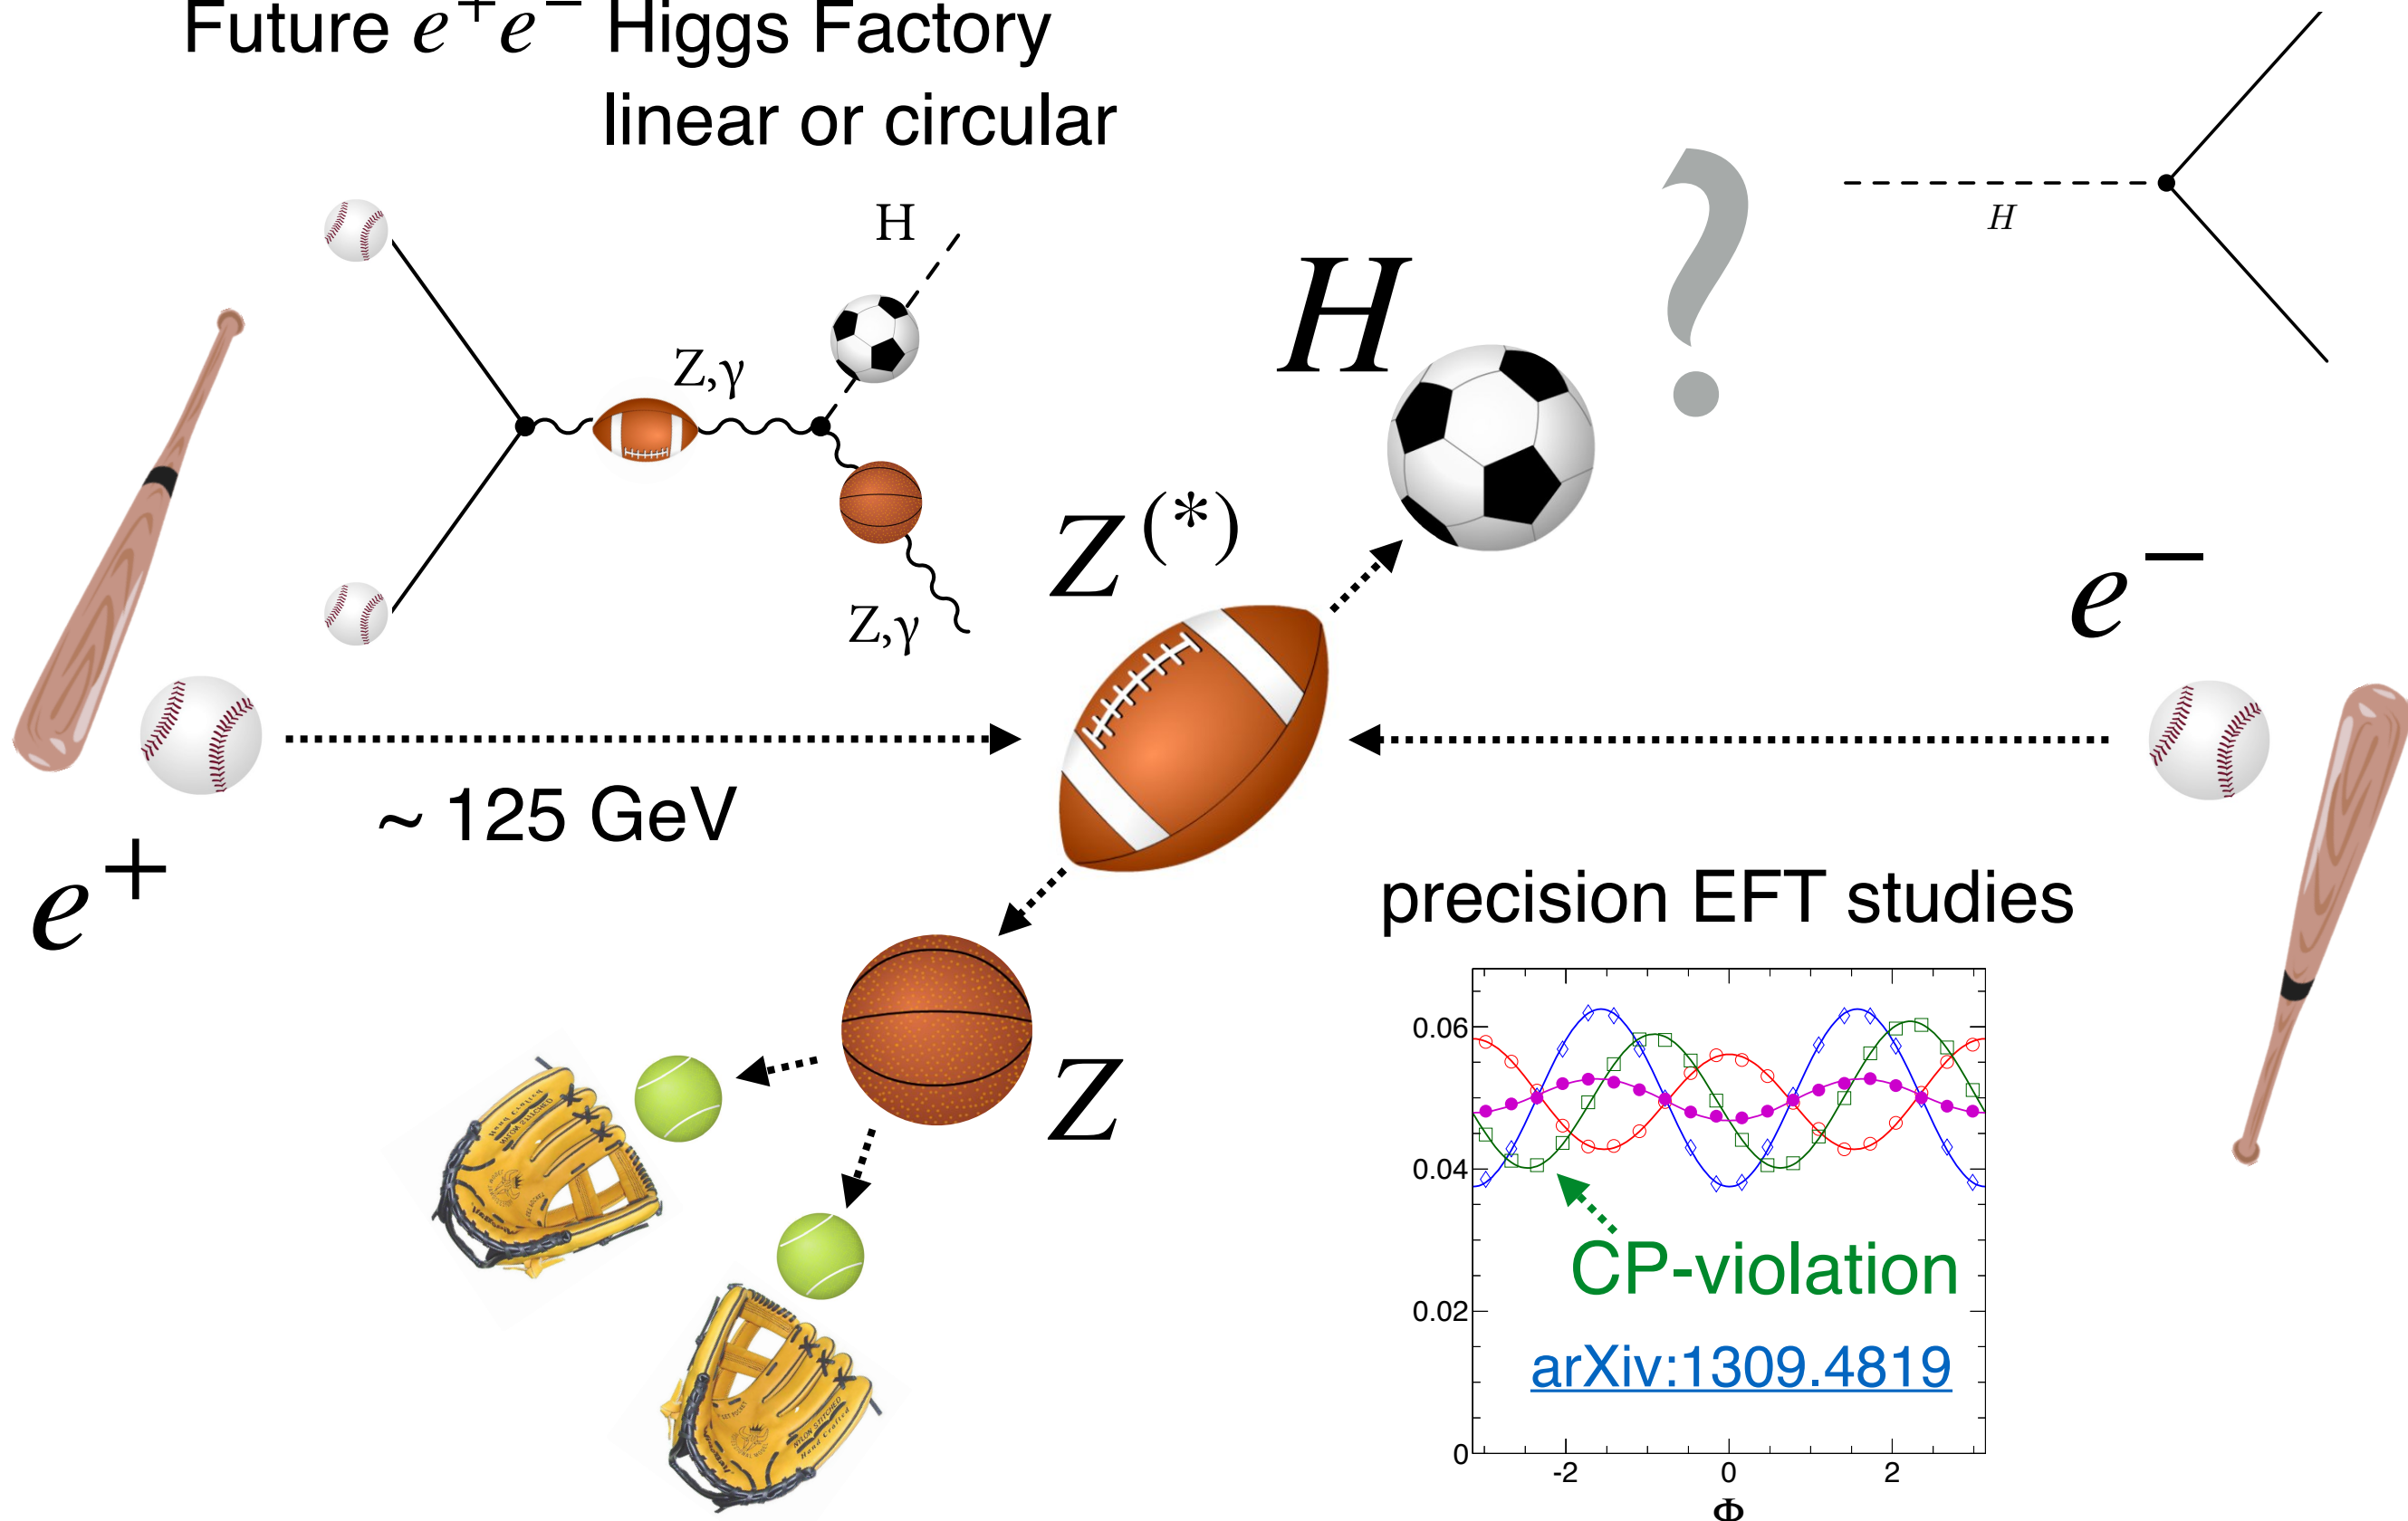 Future e⁺e⁻ Higgs Factory
linear or circular
H
H
Z,γ
H
Z(*)
Z,γ
e⁻
~ 125 GeV
e⁺
precision EFT studies
Z
0.06
0.04
0.02
0
CP-violation
arXiv:1309.4819
-2 0 2
Φ
?